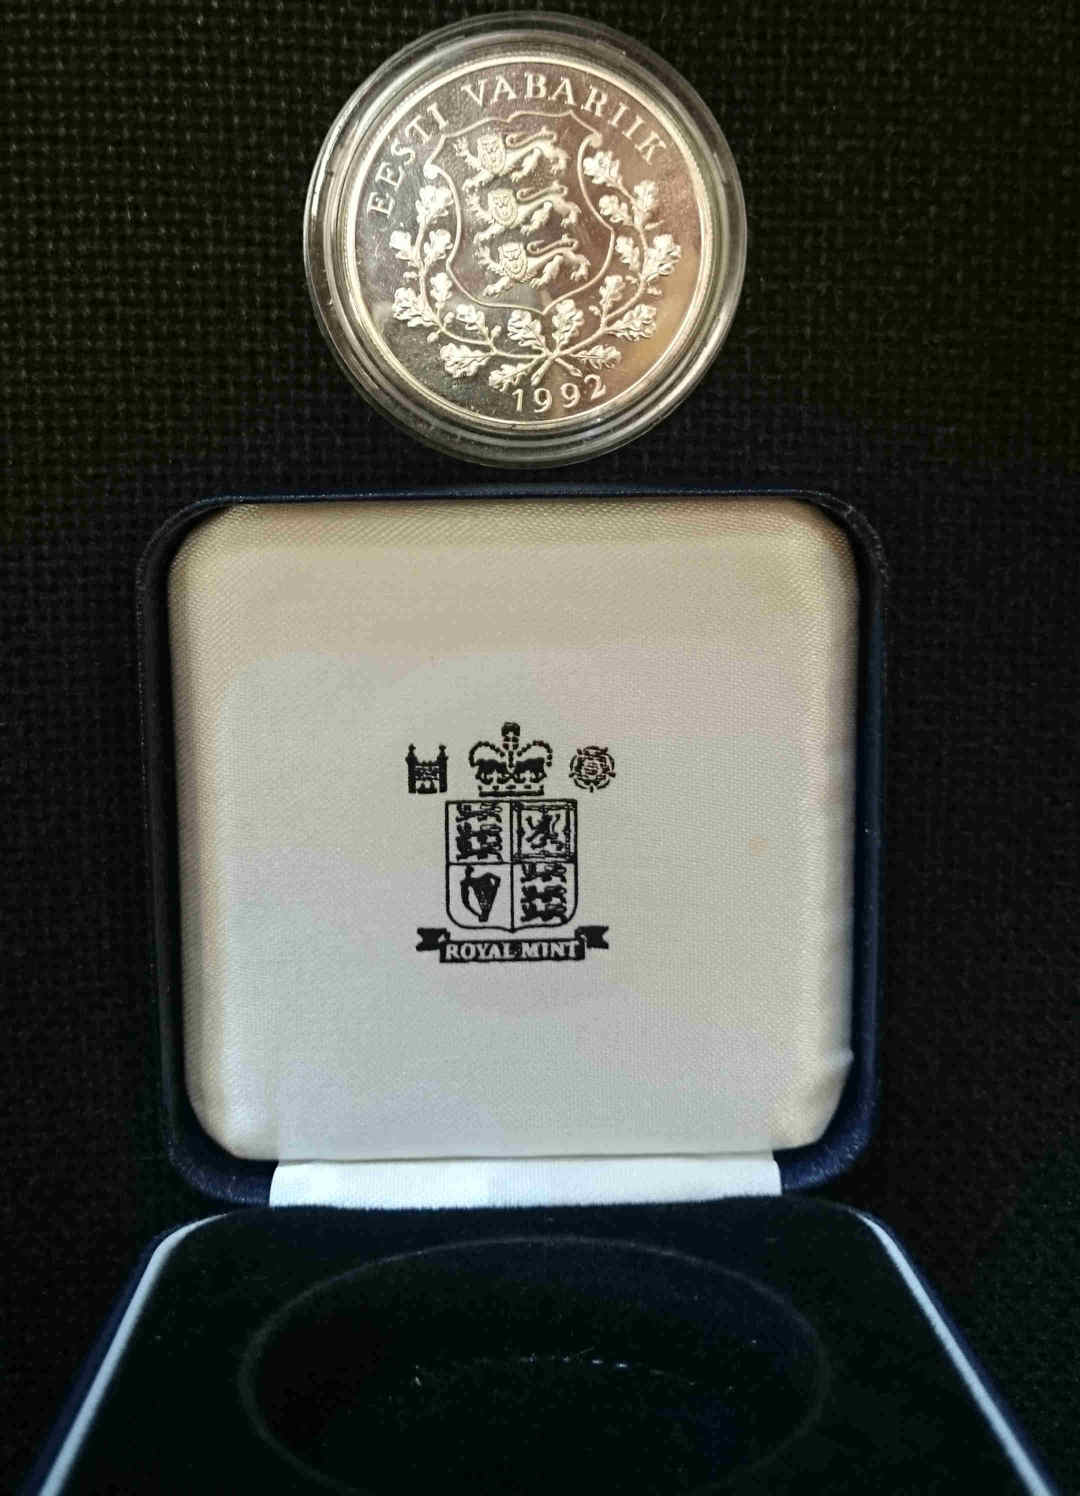 EESTI VABARIIK
1992
ROYAL MINT